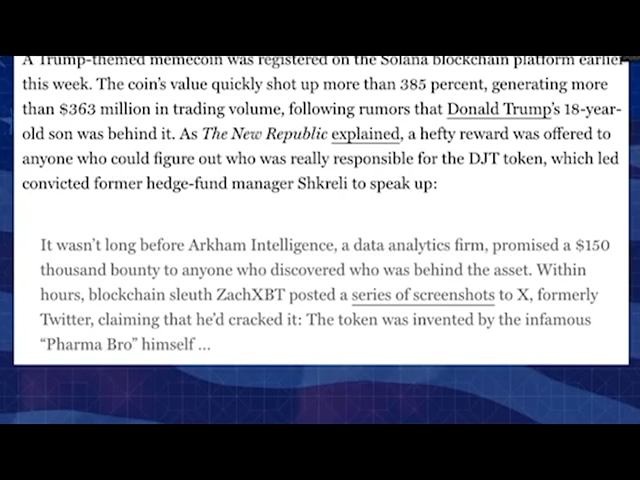 A Trump-themed memecoin was registered on the Solana blockchain platform earlier
this week. The coin's value quickly shot up more than 385 percent, generating more
than $363 million in trading volume, following rumors that Donald Trump's 18-year-
old son was behind it. As The New Republic explained, a hefty reward was offered to
anyone who could figure out who was really responsible for the DJT token, which led
convicted former hedge-fund manager Shkreli to speak up:
It wasn't long before Arkham Intelligence, a data analytics firm, promised a $150
thousand bounty to anyone who discovered who was behind the asset. Within
hours, blockchain sleuth ZachXBT posted a series of screenshots to X, formerly
Twitter, claiming that he'd cracked it: The token was invented by the infamous
“Pharma Bro” himself ...